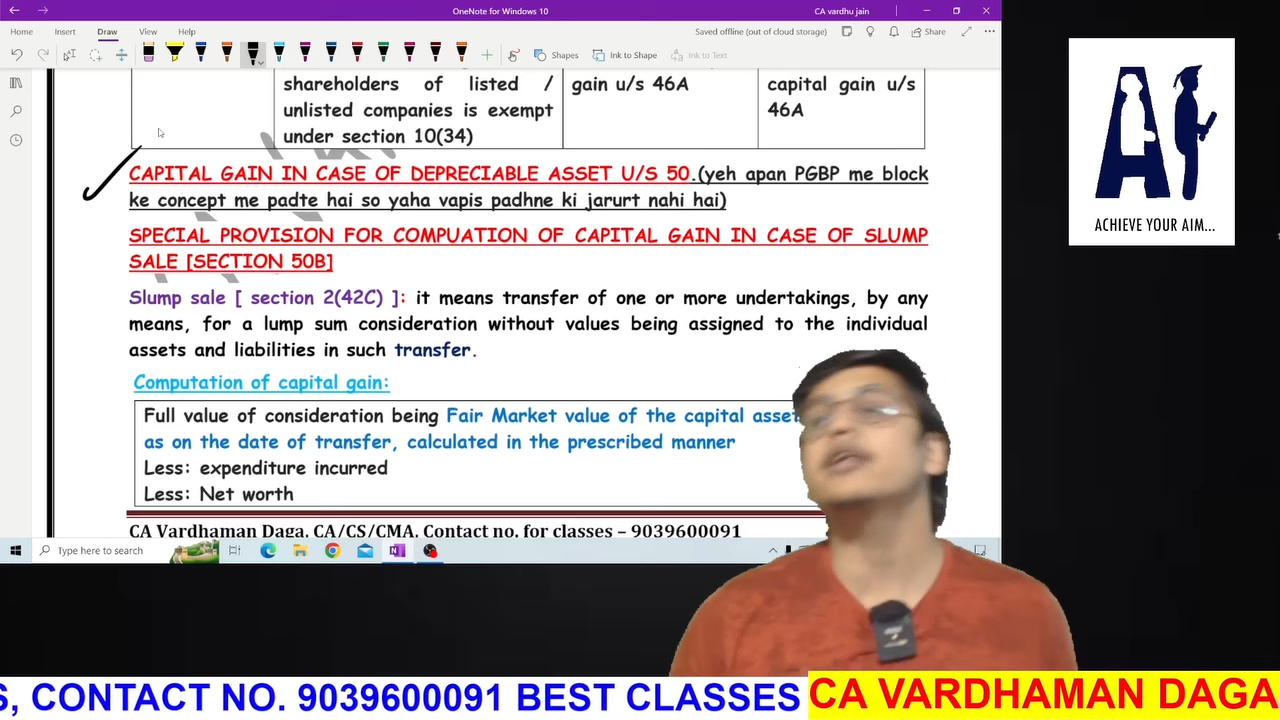 OneNote for Windows 10
CA vardhu jain
Home
Insert
Draw
View
Help
Saved offline (out of cloud storage)
Share
Shapes
Ink to Shape
Ink to Text
shareholders of listed /
unlisted companies is exempt
under section 10(34)
gain u/s 46A
capital gain u/s
46A
CAPITAL GAIN IN CASE OF DEPRECIABLE ASSET U/S 50.(yeh apan PGBP me block
ke concept me padte hai so yaha vapis padhne ki jarurt nahi hai)
SPECIAL PROVISION FOR COMPUATION OF CAPITAL GAIN IN CASE OF SLUMP
SALE [SECTION 50B]
Slump sale [ section 2(42C) ]: it means transfer of one or more undertakings, by any
means, for a lump sum consideration without values being assigned to the individual
assets and liabilities in such transfer.
Computation of capital gain:
Full value of consideration being Fair Market value of the capital asset
as on the date of transfer, calculated in the prescribed manner
Less: expenditure incurred
Less: Net worth
CA Vardhaman Daga, CA/CS/CMA, Contact no. for classes – 9039600091
Type here to search
A
ACHIEVE YOUR AIM...
S, CONTACT NO. 9039600091 BEST CLASSES
CA VARDHAMAN DAGA